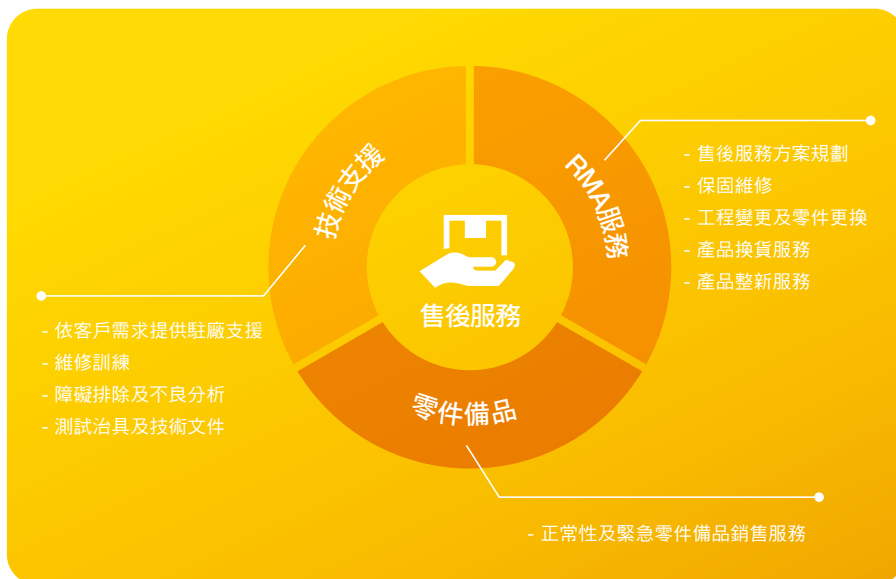 技術支援
RMA服務
- 售後服務方案規劃
- 保固維修
- 工程變更及零件更換
- 產品換貨服務
- 產品整新服務
售後服務
- 依客戶需求提供駐廠支援
- 維修訓練
- 障礙排除及不良分析
- 測試治具及技術文件
零件備品
- 正常性及緊急零件備品銷售服務